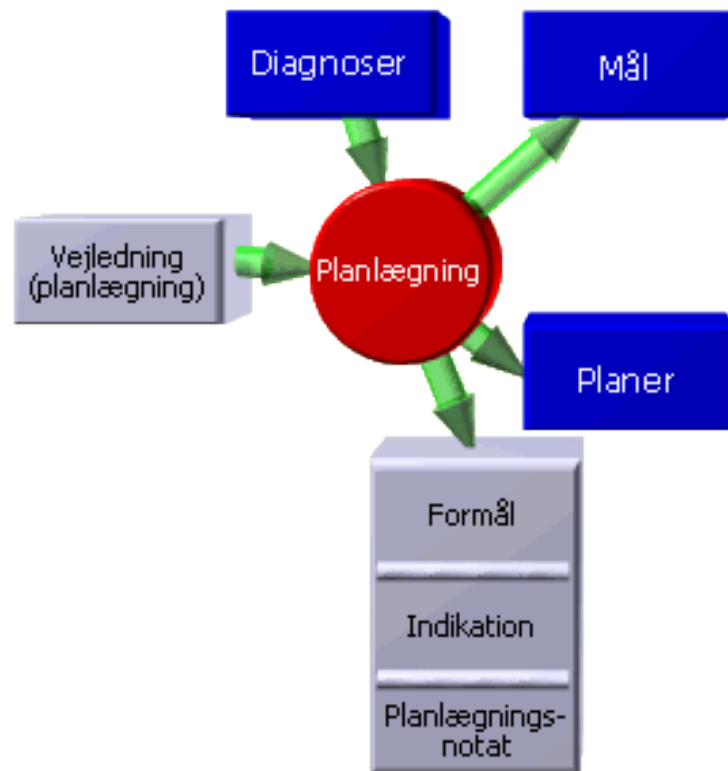 Diagnoser
Mål
Vejledning
(planlægning)
Planlægning
Planer
Formål
Indikation
Planlægnings-
notat